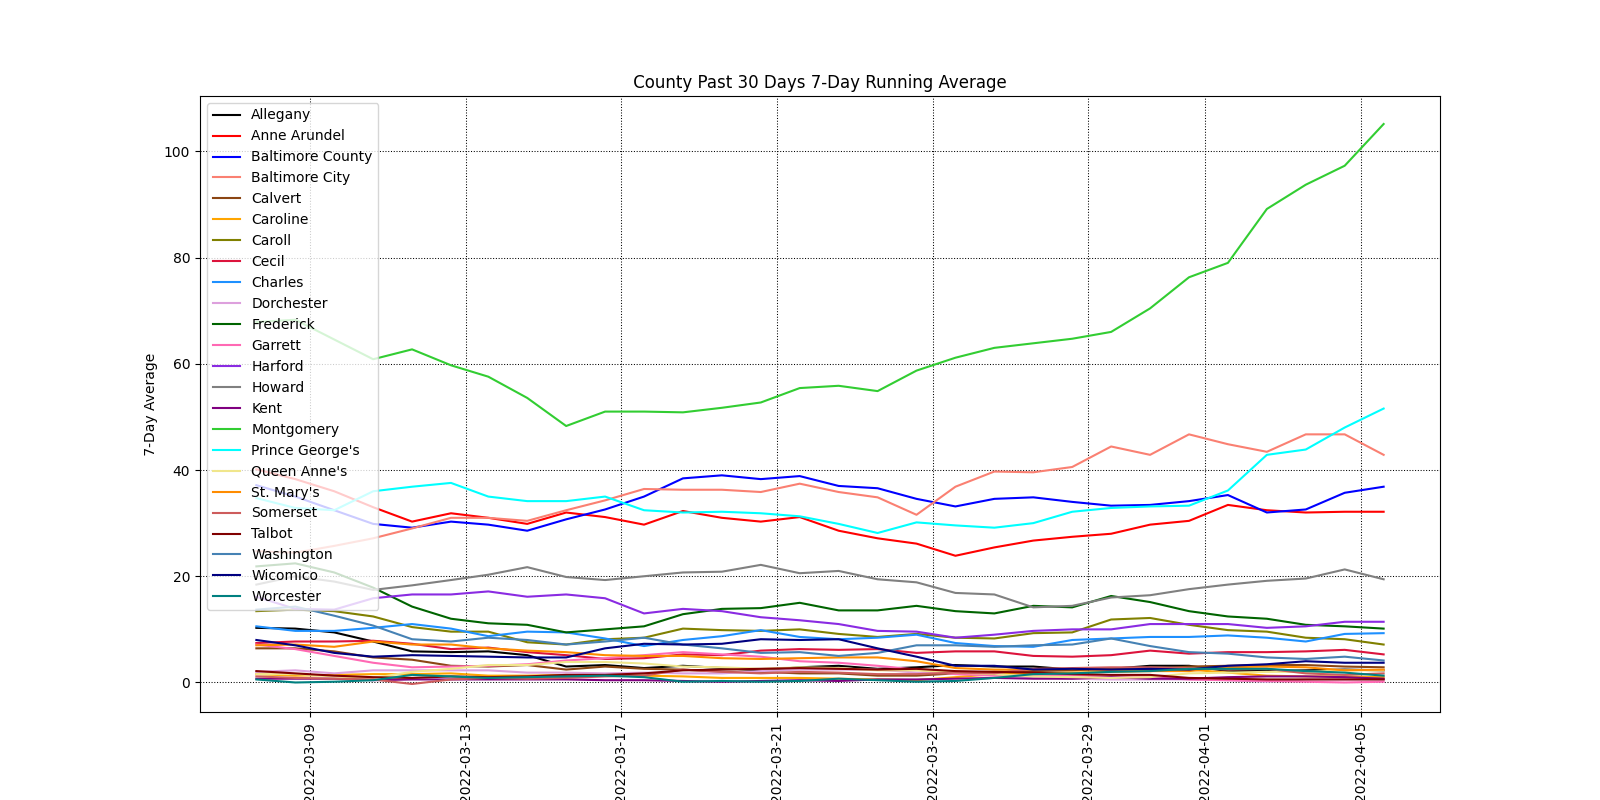 County Past 30 Days 7-Day Running Average
Allegany
Anne Arundel
Baltimore County
Baltimore City
Calvert
Caroline
Caroll
Cecil
Charles
Dorchester
Frederick
Garrett
Harford
Howard
Kent
Montgomery
Prince George's
Queen Anne's
St. Mary's
Somerset
Talbot
Washington
Wicomico
Worcester
7-Day Average
100
80
60
40
20
0
2022-03-09
2022-03-13
2022-03-17
2022-03-21
2022-03-25
2022-03-29
2022-04-01
2022-04-05